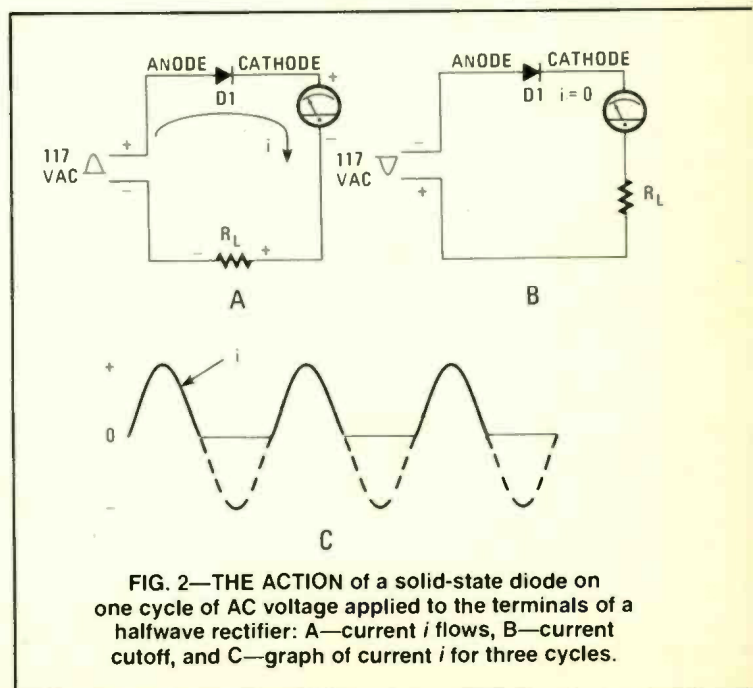 ANODE CATHODE
D1
+
i
+
−
117
VAC
−
R_L
−
+
A
ANODE CATHODE
D1 i = 0
−
117
VAC
+
R_L
B
+
i
0
−
C
FIG. 2—THE ACTION of a solid-state diode on
one cycle of AC voltage applied to the terminals of a
halfwave rectifier: A—current i flows, B—current
cutoff, and C—graph of current i for three cycles.